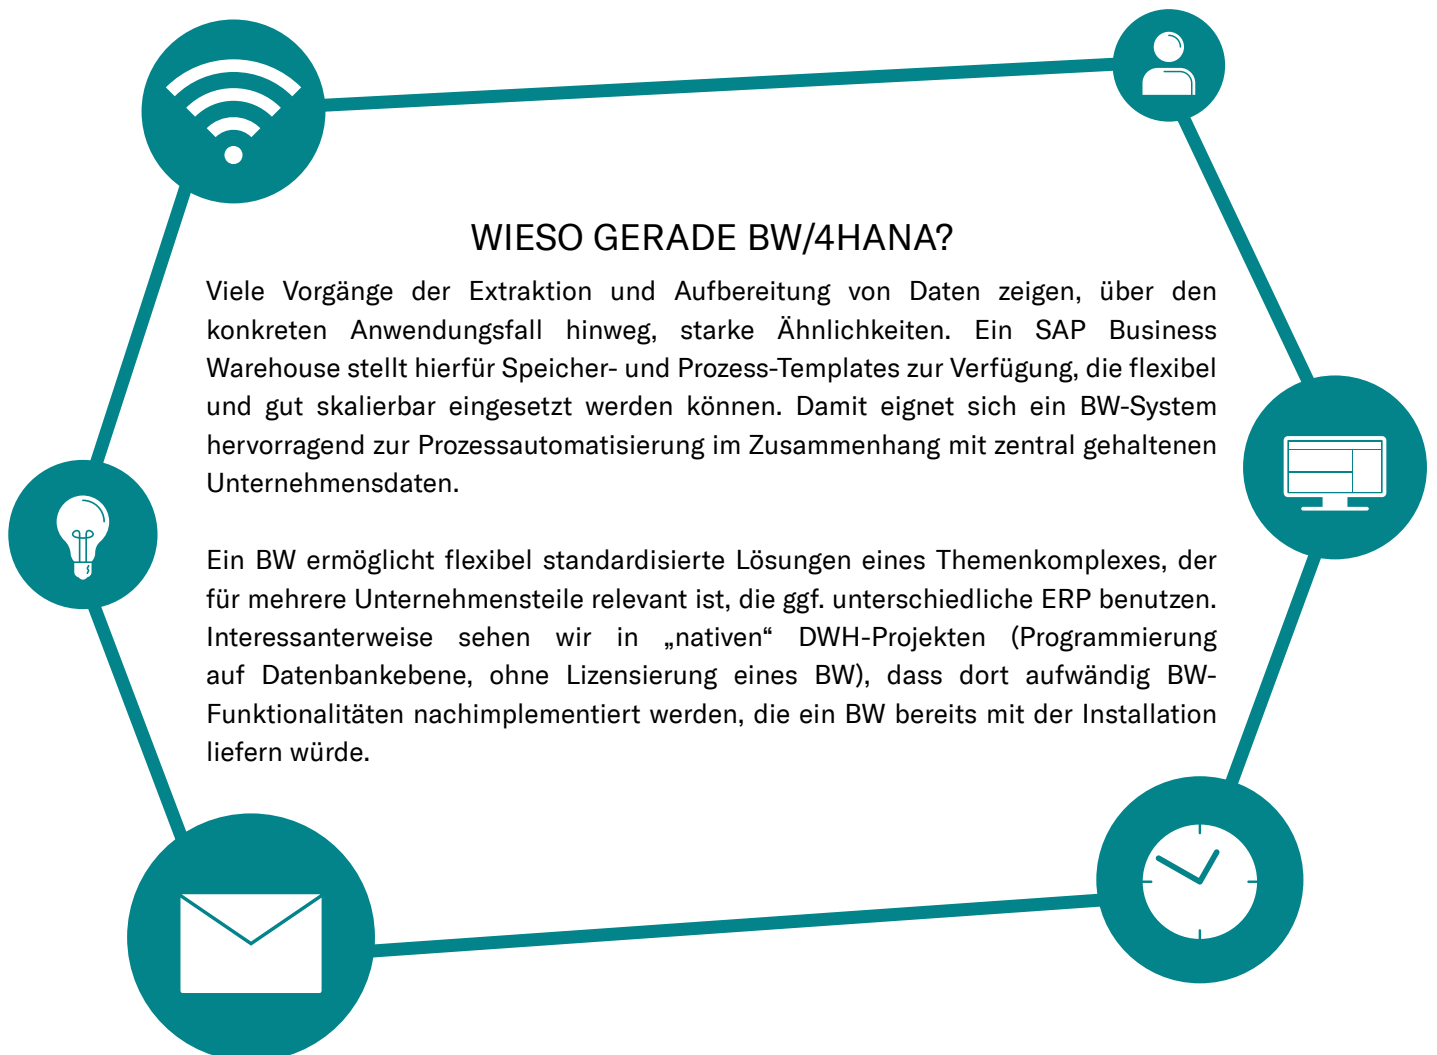 WIESO GERADE BW/4HANA?
Viele Vorgänge der Extraktion und Aufbereitung von Daten zeigen, über den
konkreten Anwendungsfall hinweg, starke Ähnlichkeiten. Ein SAP Business
Warehouse stellt hierfür Speicher- und Prozess-Templates zur Verfügung, die flexibel
und gut skalierbar eingesetzt werden können. Damit eignet sich ein BW-System
hervorragend zur Prozessautomatisierung im Zusammenhang mit zentral gehaltenen
Unternehmensdaten.
Ein BW ermöglicht flexibel standardisierte Lösungen eines Themenkomplexes, der
für mehrere Unternehmensteile relevant ist, die ggf. unterschiedliche ERP benutzen.
Interessanterweise sehen wir in „nativen“ DWH-Projekten (Programmierung
auf Datenbankebene, ohne Lizensierung eines BW), dass dort aufwändig BW-
Funktionalitäten nachimplementiert werden, die ein BW bereits mit der Installation
liefern würde.